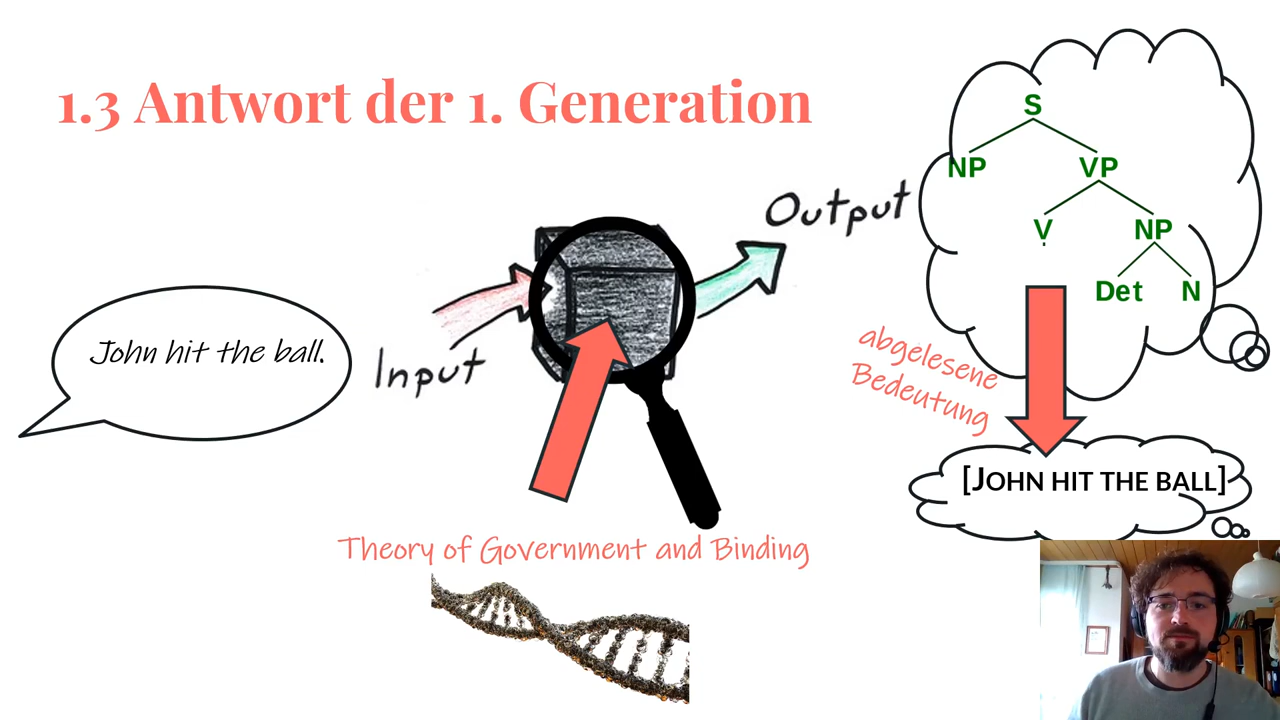 1.3 Antwort der 1. Generation
John hit the ball.
Input
Output
S
NP VP
V NP
Det N
abgelesene
Bedeutung
[JOHN HIT THE BALL]
Theory of Government and Binding